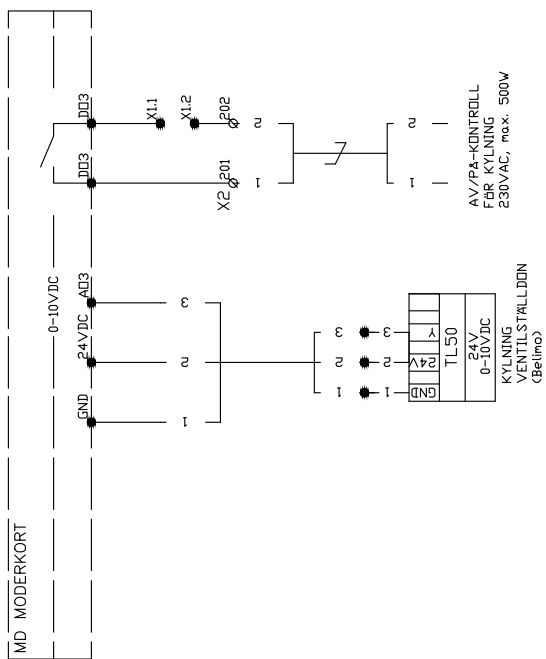 MD MODERKORT
0-10VDC
GND
24VDC
AO3
DO3
DO3
X1.1
X1.2
X2
201
202
1
2
3
1
2
1
2
3
1
2
3
GND
24V
Y
TL50
24V
0-10VDC
KYLNING
VENTILSTÄLLDON
(Belimo)
1
2
AV/PÅ-KONTROLL
FÖR KYLNING
230VAC, max. 500W